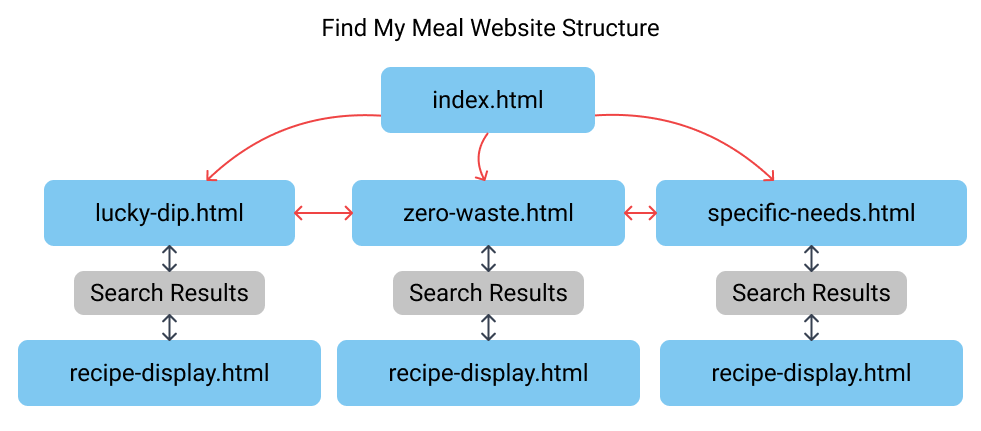 Find My Meal Website Structure
index.html
lucky-dip.html
zero-waste.html
specific-needs.html
Search Results
Search Results
Search Results
recipe-display.html
recipe-display.html
recipe-display.html